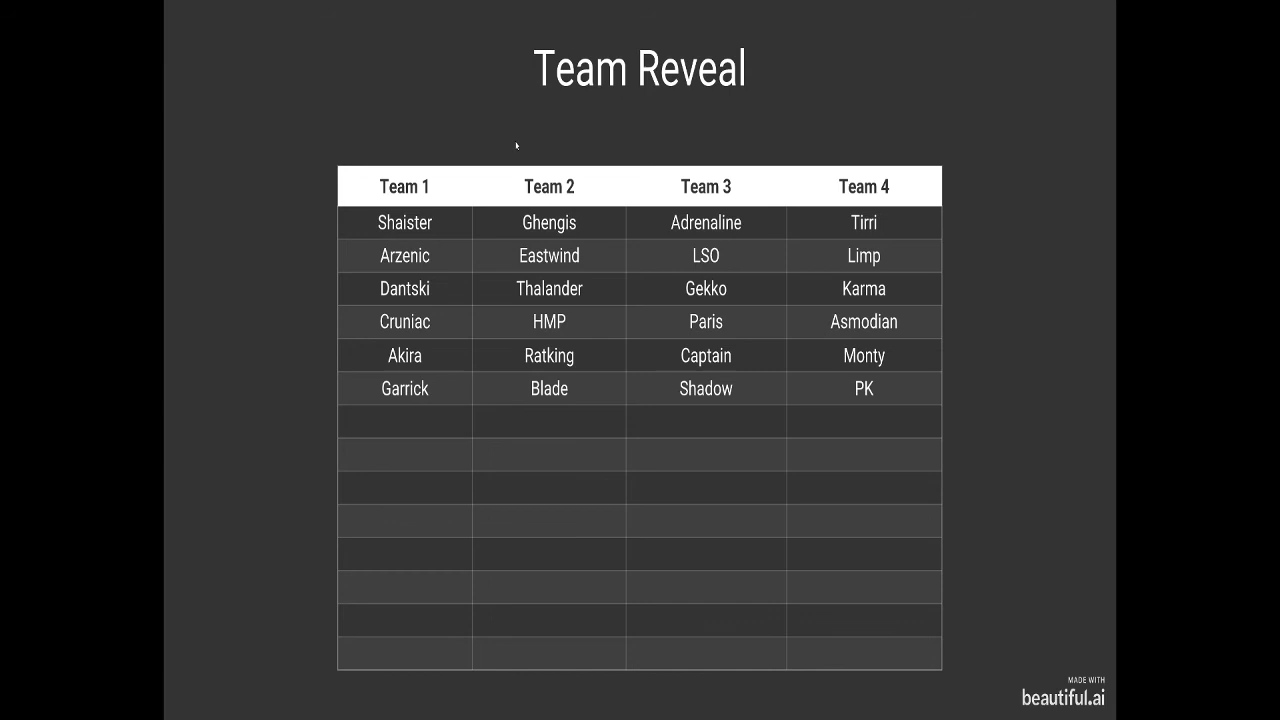 Team Reveal
Team 1 Team 2 Team 3 Team 4
Shaister Ghengis Adrenaline Tirri
Arzenic Eastwind LSO Limp
Dantski Thalander Gekko Karma
Cruniac HMP Paris Asmodian
Akira Ratking Captain Monty
Garrick Blade Shadow PK
MADE WITH
beautiful.ai